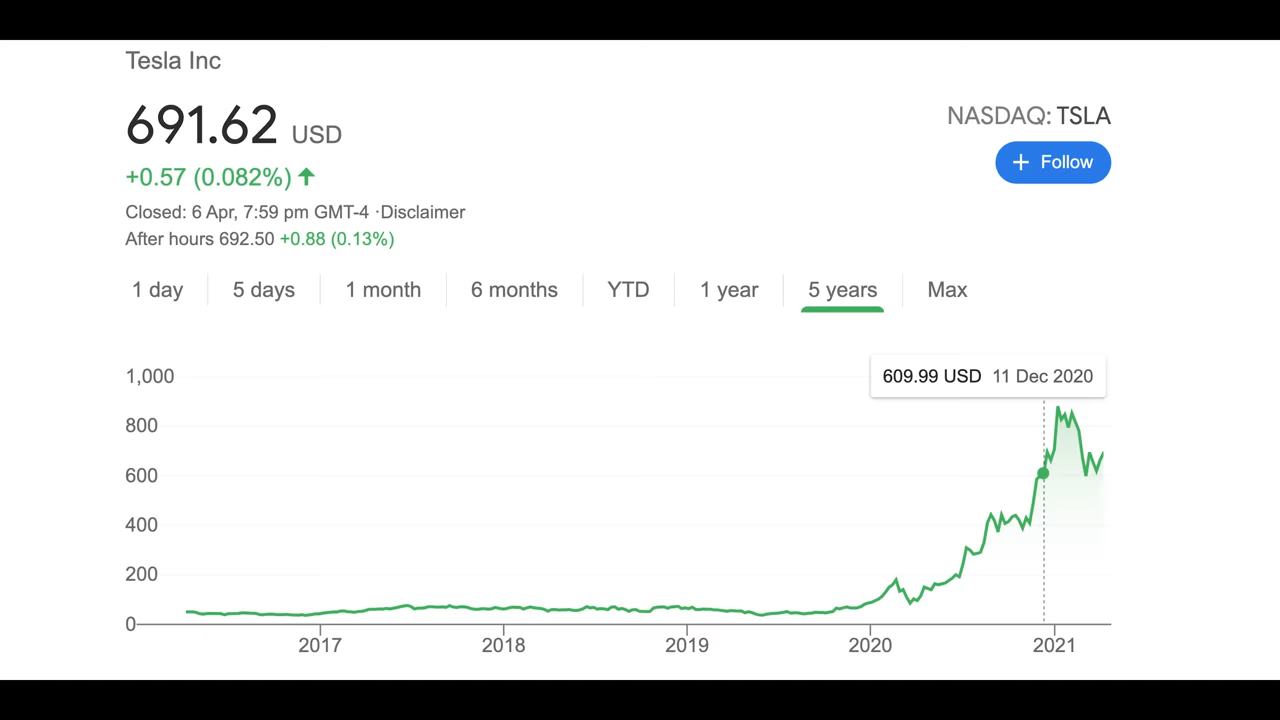 Tesla Inc
691.62 USD
NASDAQ: TSLA
+0.57 (0.082%)
+ Follow
Closed: 6 Apr, 7:59 pm GMT-4 ·Disclaimer
After hours 692.50 +0.88 (0.13%)
1 day 5 days 1 month 6 months YTD 1 year 5 years Max
609.99 USD 11 Dec 2020
1,000
800
600
400
200
0
2017 2018 2019 2020 2021